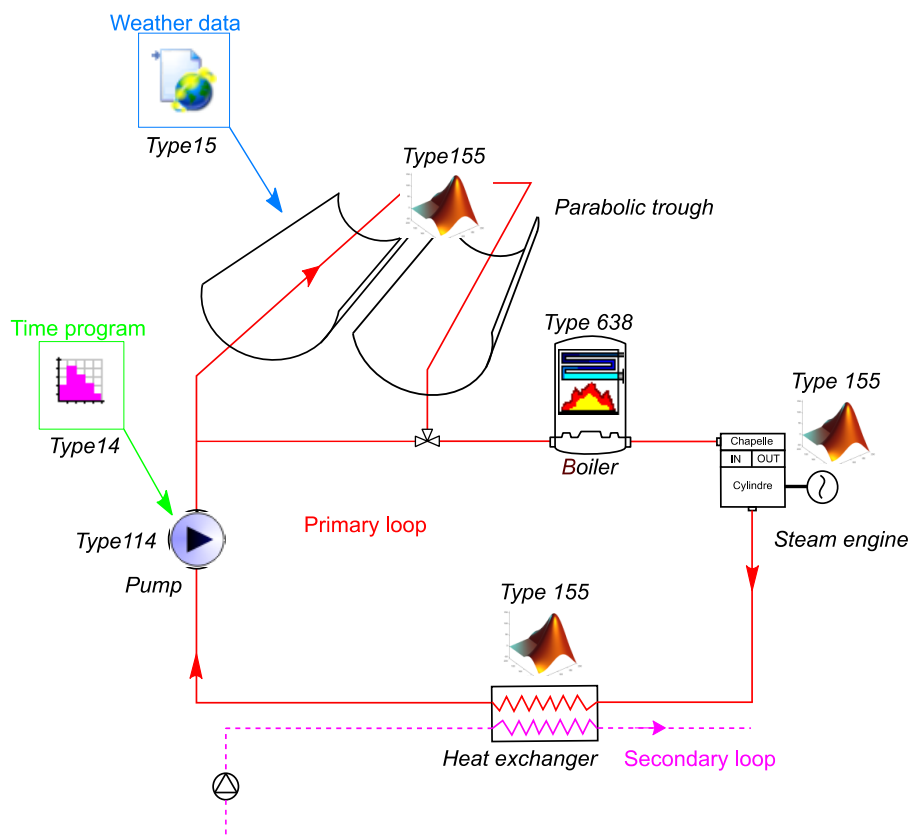 Weather data
Type15
Type155
Parabolic trough
Time program
Type14
Type 638
Boiler
Type 155
Chapelle
IN OUT
Cylindre
Steam engine
Primary loop
Type114
Pump
Type 155
Heat exchanger
Secondary loop